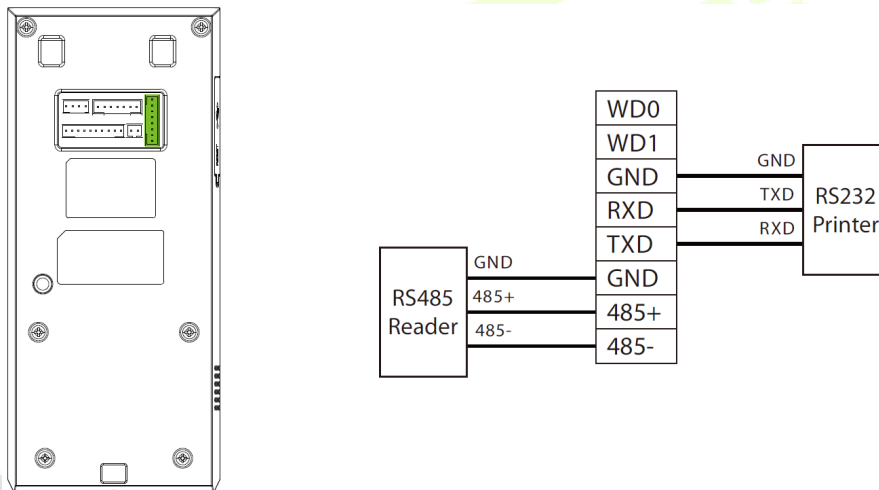 WD0
WD1
GND
RXD
TXD
GND
485+
485-
GND
TXD
RXD
RS232
Printer
GND
485+
485-
RS485
Reader